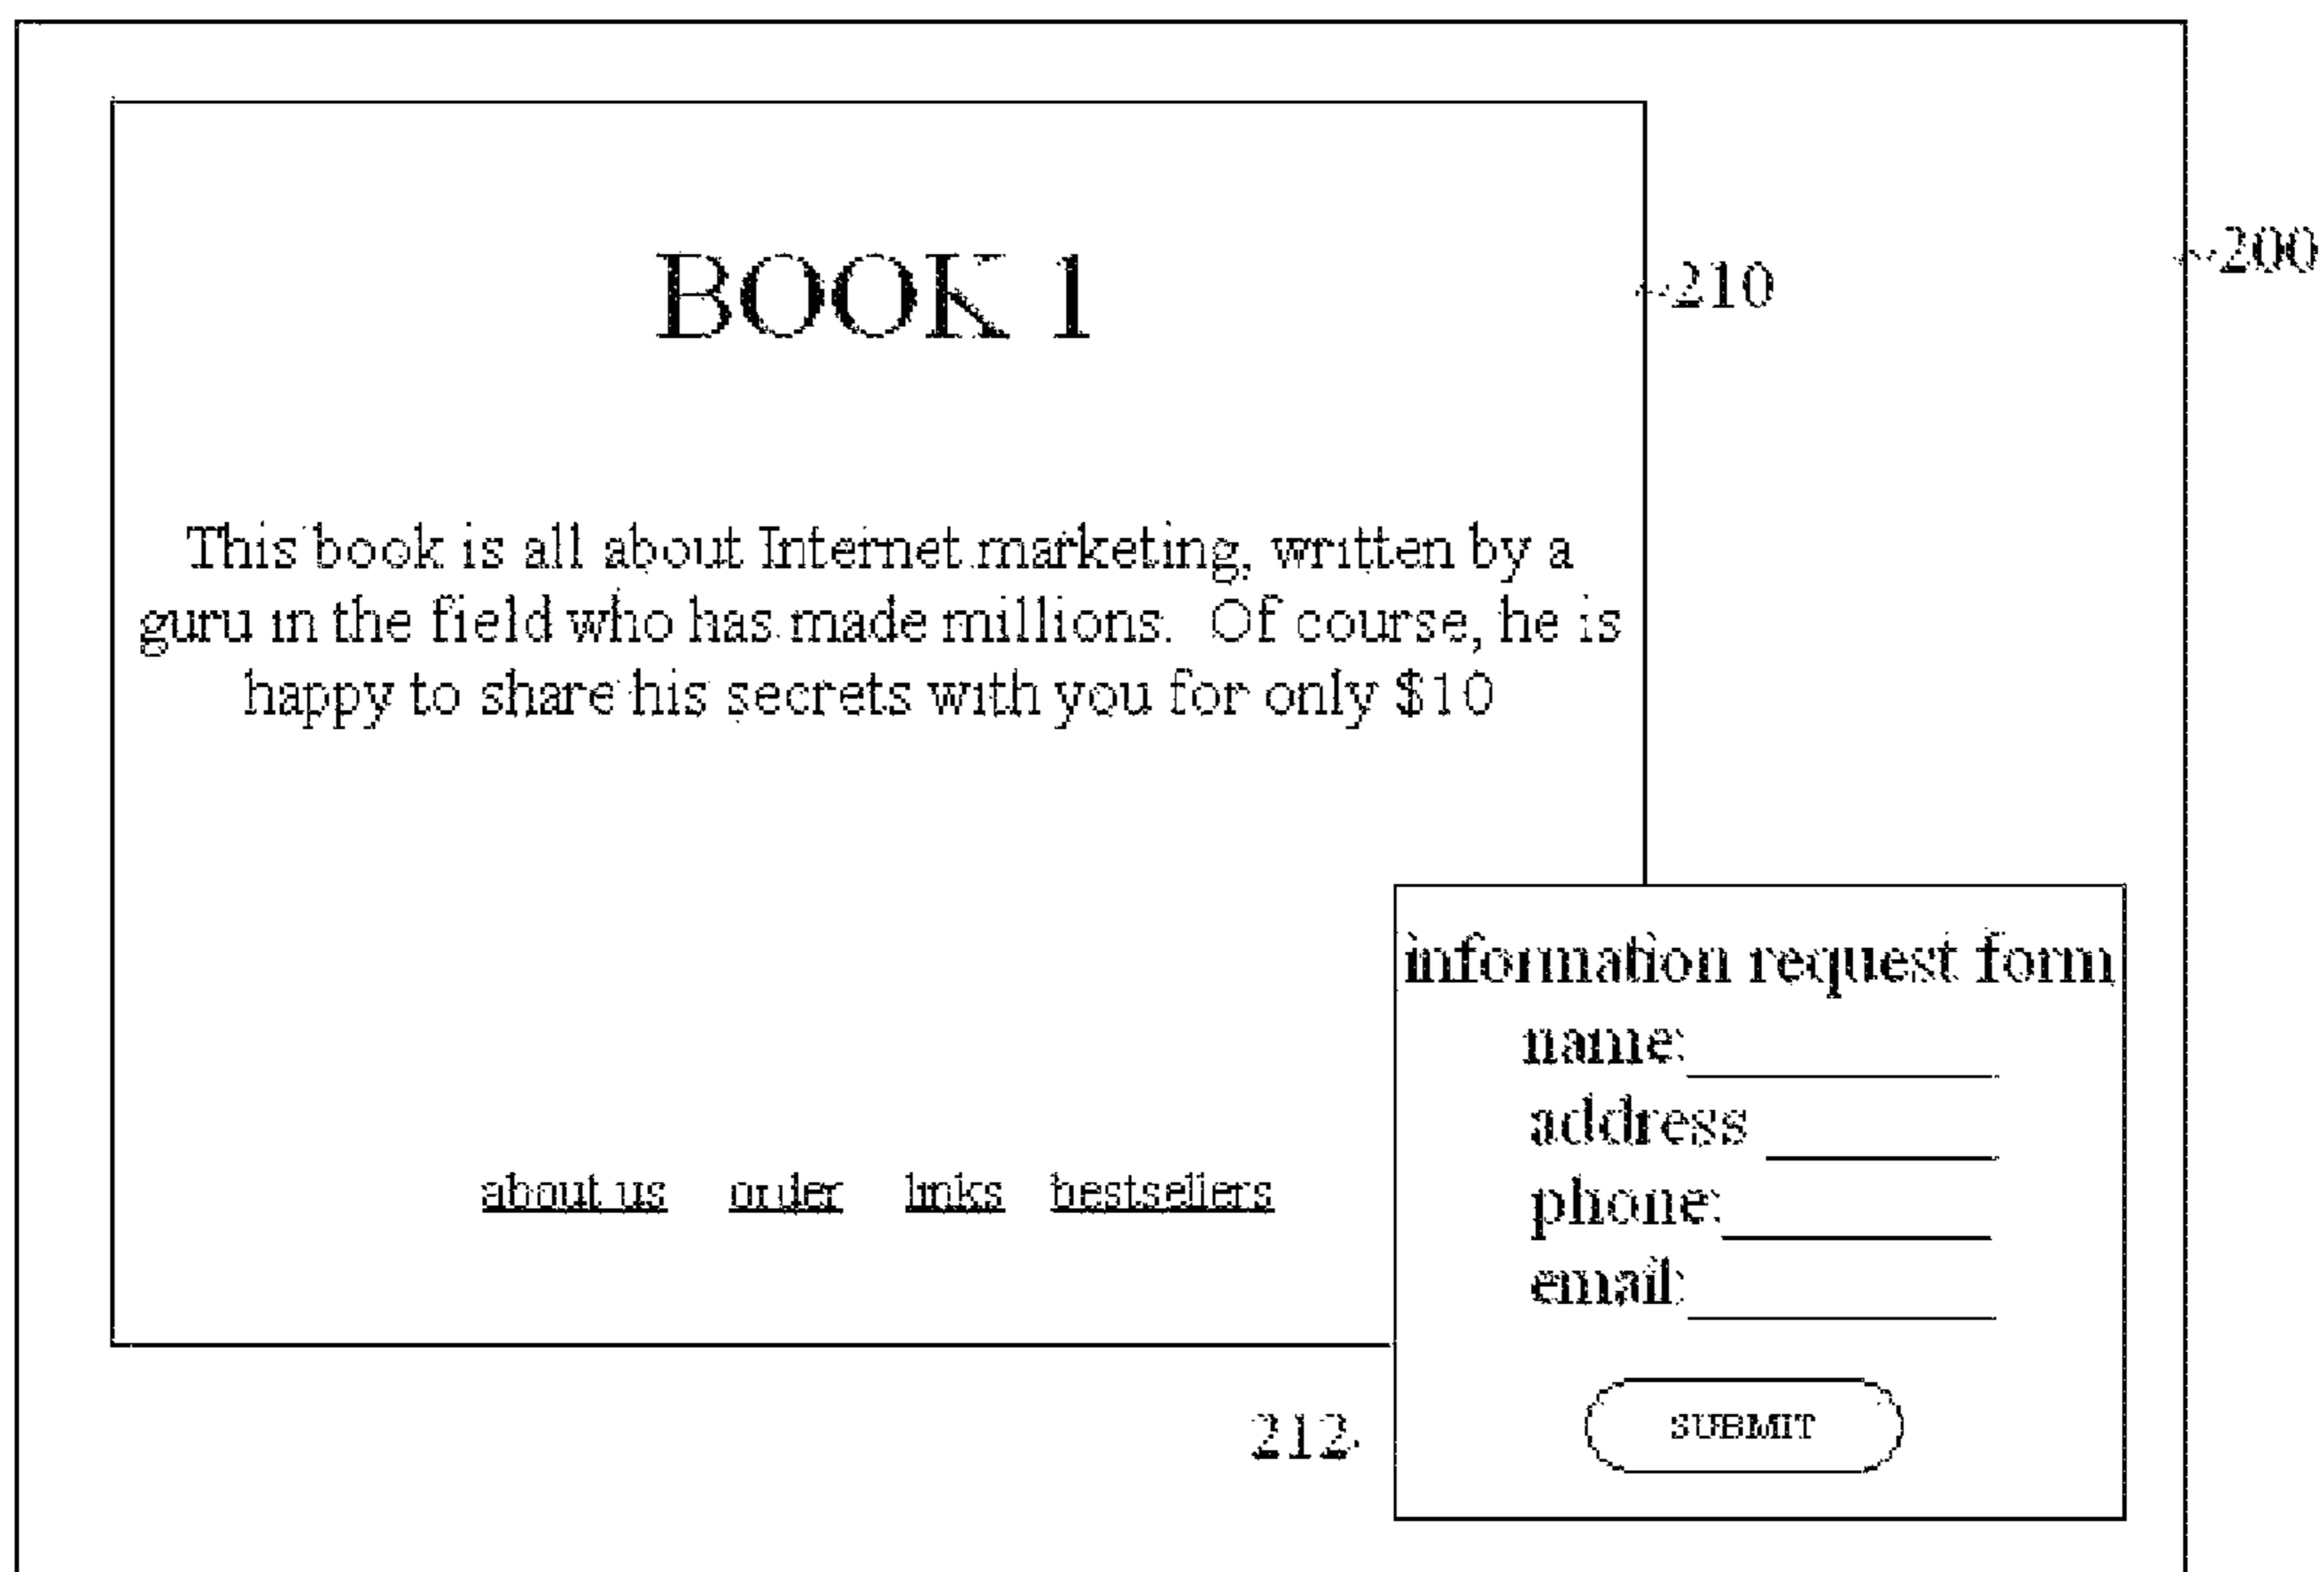 BOOK 1
200
210
This book is all about Internet marketing, written by a
guru in the field who has made millions. Of course, he is
happy to share his secrets with you for only $10
information request form
name:
address
phone:
email:
about us order links bestsellers
SUBMIT
212